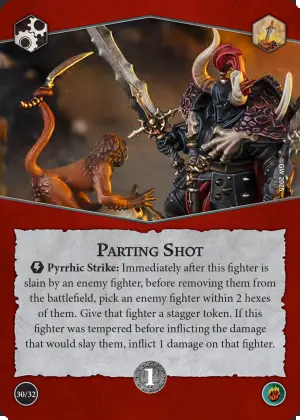 ©GW 2025
PARTING SHOT
Pyrrhic Strike: Immediately after this fighter is
slain by an enemy fighter, before removing them from
the battlefield, pick an enemy fighter within 2 hexes
of them. Give that fighter a stagger token. If this
fighter was tempered before inflicting the damage
that would slay them, inflict 1 damage on that fighter.
1
30/32